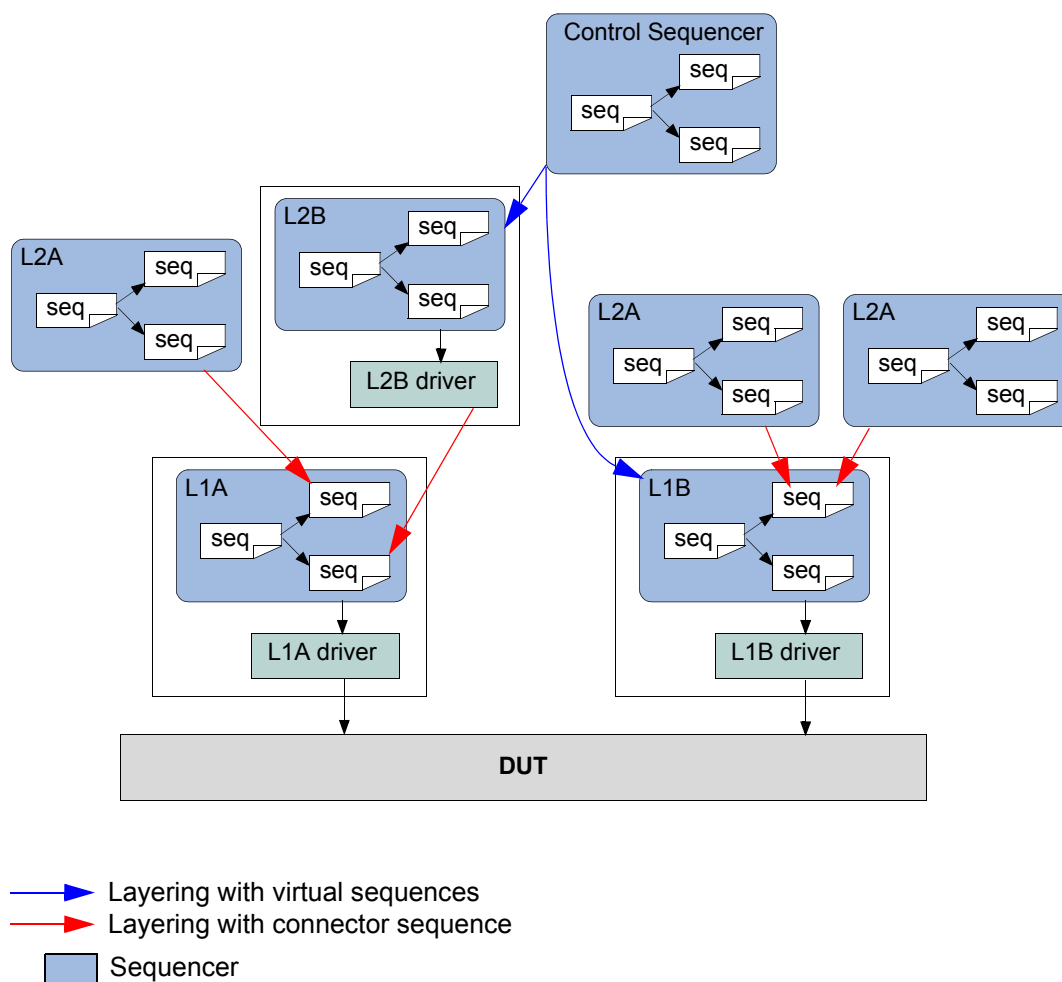 Control Sequencer
seq
seq
seq
L2B
seq
seq
seq
L2B driver
L2A
seq
seq
seq
L2A
seq
seq
seq
L2A
seq
seq
seq
L1A
seq
seq
seq
L1A driver
L1B
seq
seq
seq
L1B driver
DUT
Layering with virtual sequences
Layering with connector sequence
Sequencer